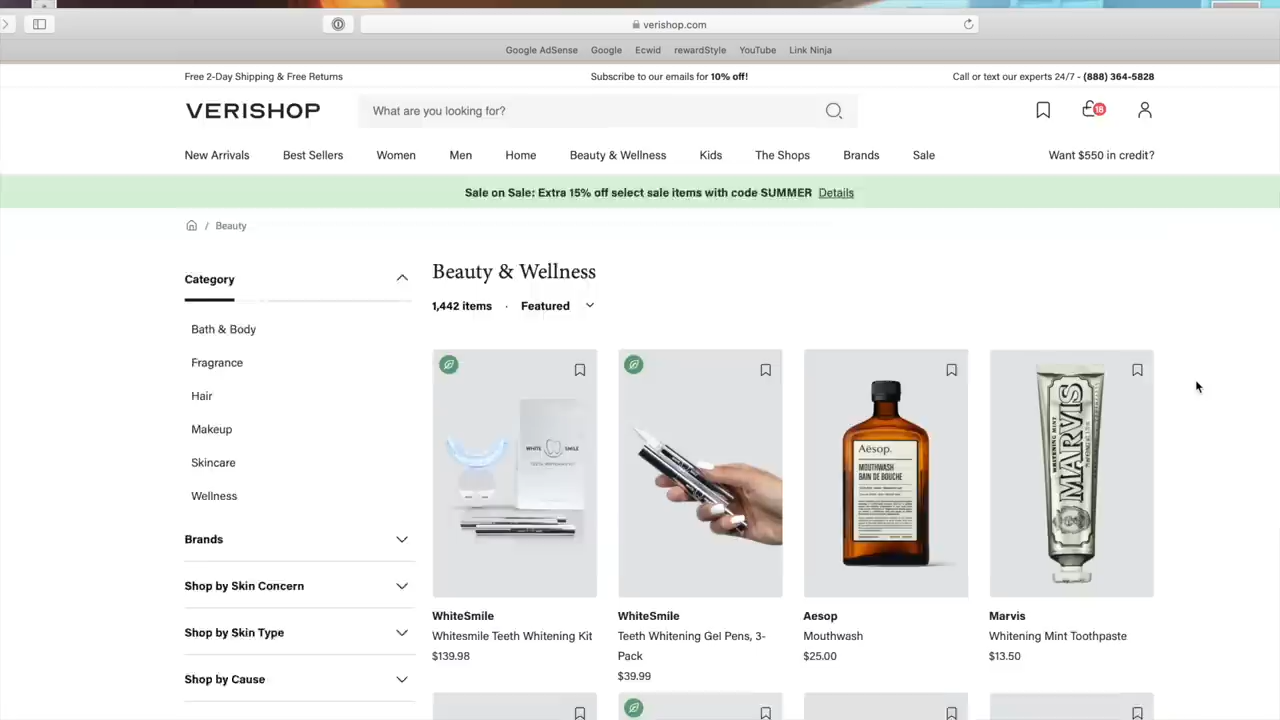 verishop.com
Google AdSense Google Ecwid rewardStyle YouTube Link Ninja
Free 2-Day Shipping & Free Returns Subscribe to our emails for 10% off! Call or text our experts 24/7 - (888) 364-5828
VERISHOP What are you looking for? 18
New Arrivals Best Sellers Women Men Home Beauty & Wellness Kids The Shops Brands Sale Want $550 in credit?
Sale on Sale: Extra 15% off select sale items with code SUMMER Details
/ Beauty
Category
Bath & Body
Fragrance
Hair
Makeup
Skincare
Wellness
Brands
Shop by Skin Concern
Shop by Skin Type
Shop by Cause
Beauty & Wellness
1,442 items · Featured
WHITE SMILE
Aēsop.
MOUTHWASH
BAIN DE BOUCHE
WHITENING MINT
MARVIS
WhiteSmile
Whitesmile Teeth Whitening Kit
$139.98
WhiteSmile
Teeth Whitening Gel Pens, 3-
Pack
$39.99
Aesop
Mouthwash
$25.00
Marvis
Whitening Mint Toothpaste
$13.50